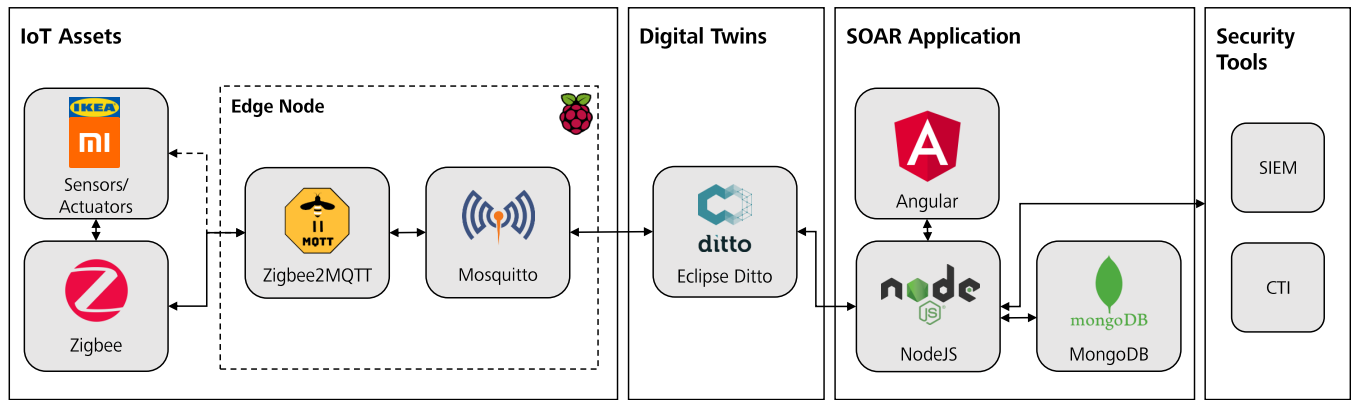 IoT Assets
IKEA
mi
Sensors/
Actuators
Zigbee
Edge Node
MQTT
Zigbee2MQTT
Mosquitto
Digital Twins
ditto
Eclipse Ditto
SOAR Application
A
Angular
node
JS
NodeJS
mongoDB
MongoDB
Security
Tools
SIEM
CTI